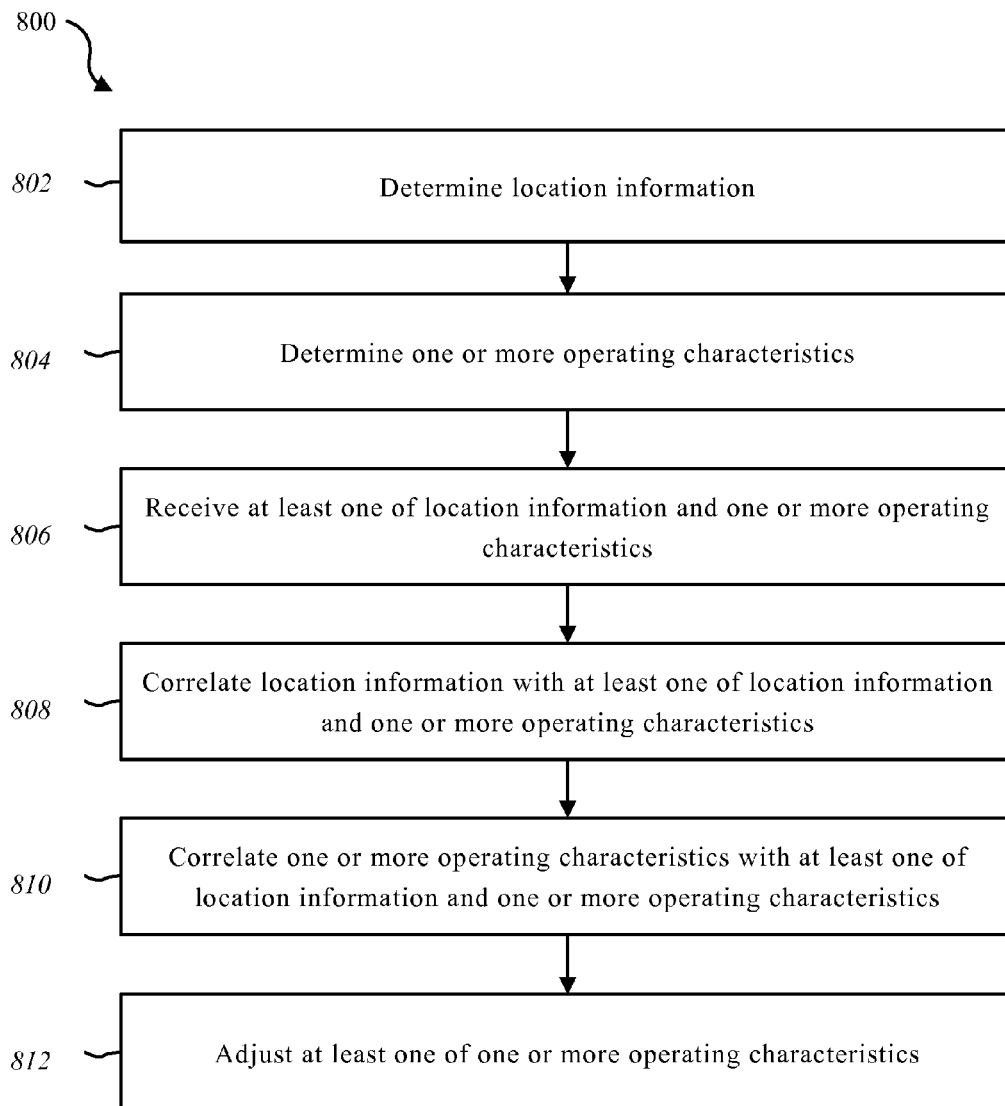 800
802
Determine location information
804
Determine one or more operating characteristics
806
Receive at least one of location information and one or more operating
characteristics
808
Correlate location information with at least one of location information
and one or more operating characteristics
810
Correlate one or more operating characteristics with at least one of
location information and one or more operating characteristics
812
Adjust at least one of one or more operating characteristics